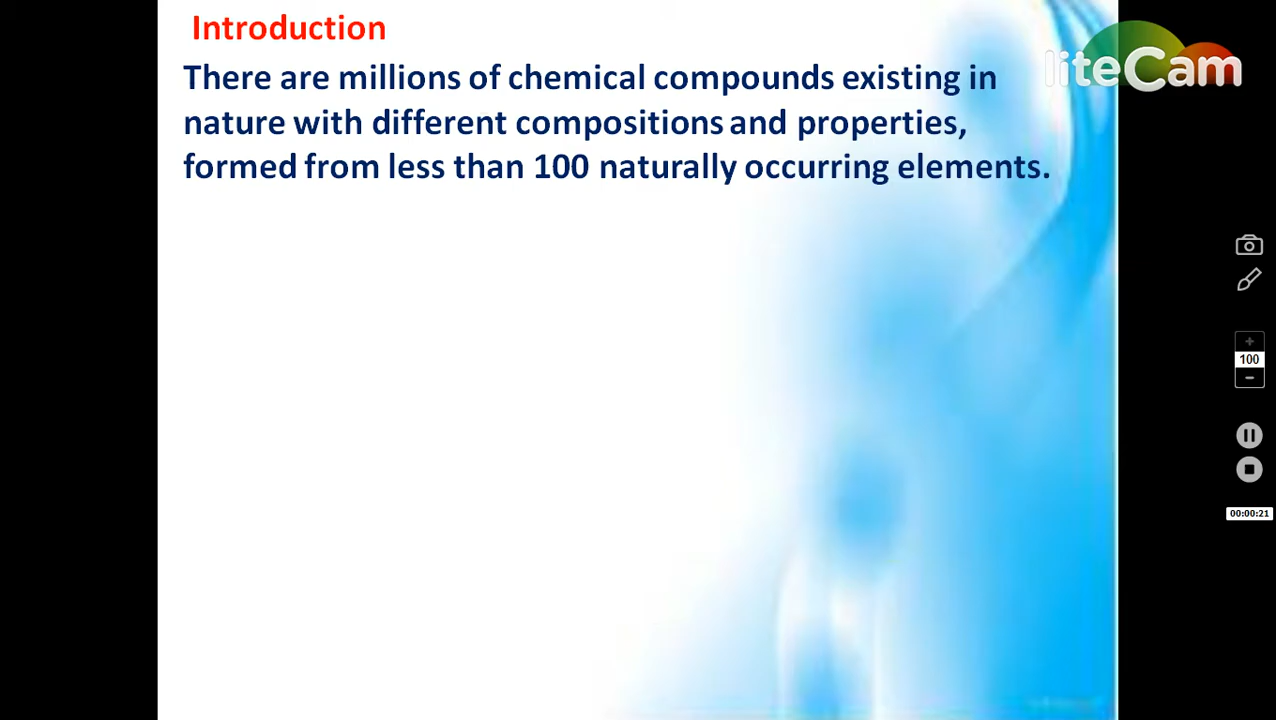 Introduction
There are millions of chemical compounds existing in
nature with different compositions and properties,
formed from less than 100 naturally occurring elements.
liteCam
100
00:00:21